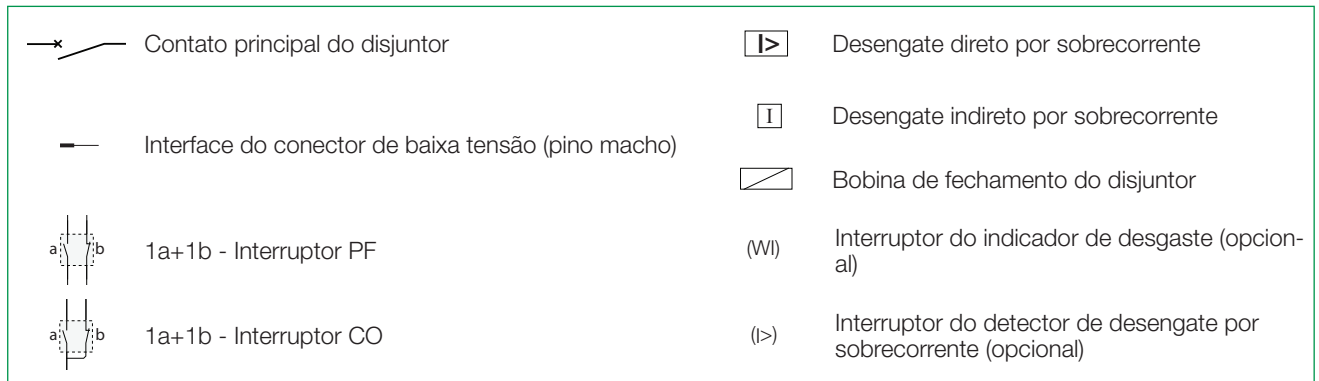 Contato principal do disjuntor
Interface do conector de baixa tensão (pino macho)
a b 1a+1b - Interruptor PF
a b 1a+1b - Interruptor CO
I> Desengate direto por sobrecorrente
I Desengate indireto por sobrecorrente
Bobina de fechamento do disjuntor
(WI) Interruptor do indicador de desgaste (opcion-
al)
(I>) Interruptor do detector de desengate por
sobrecorrente (opcional)